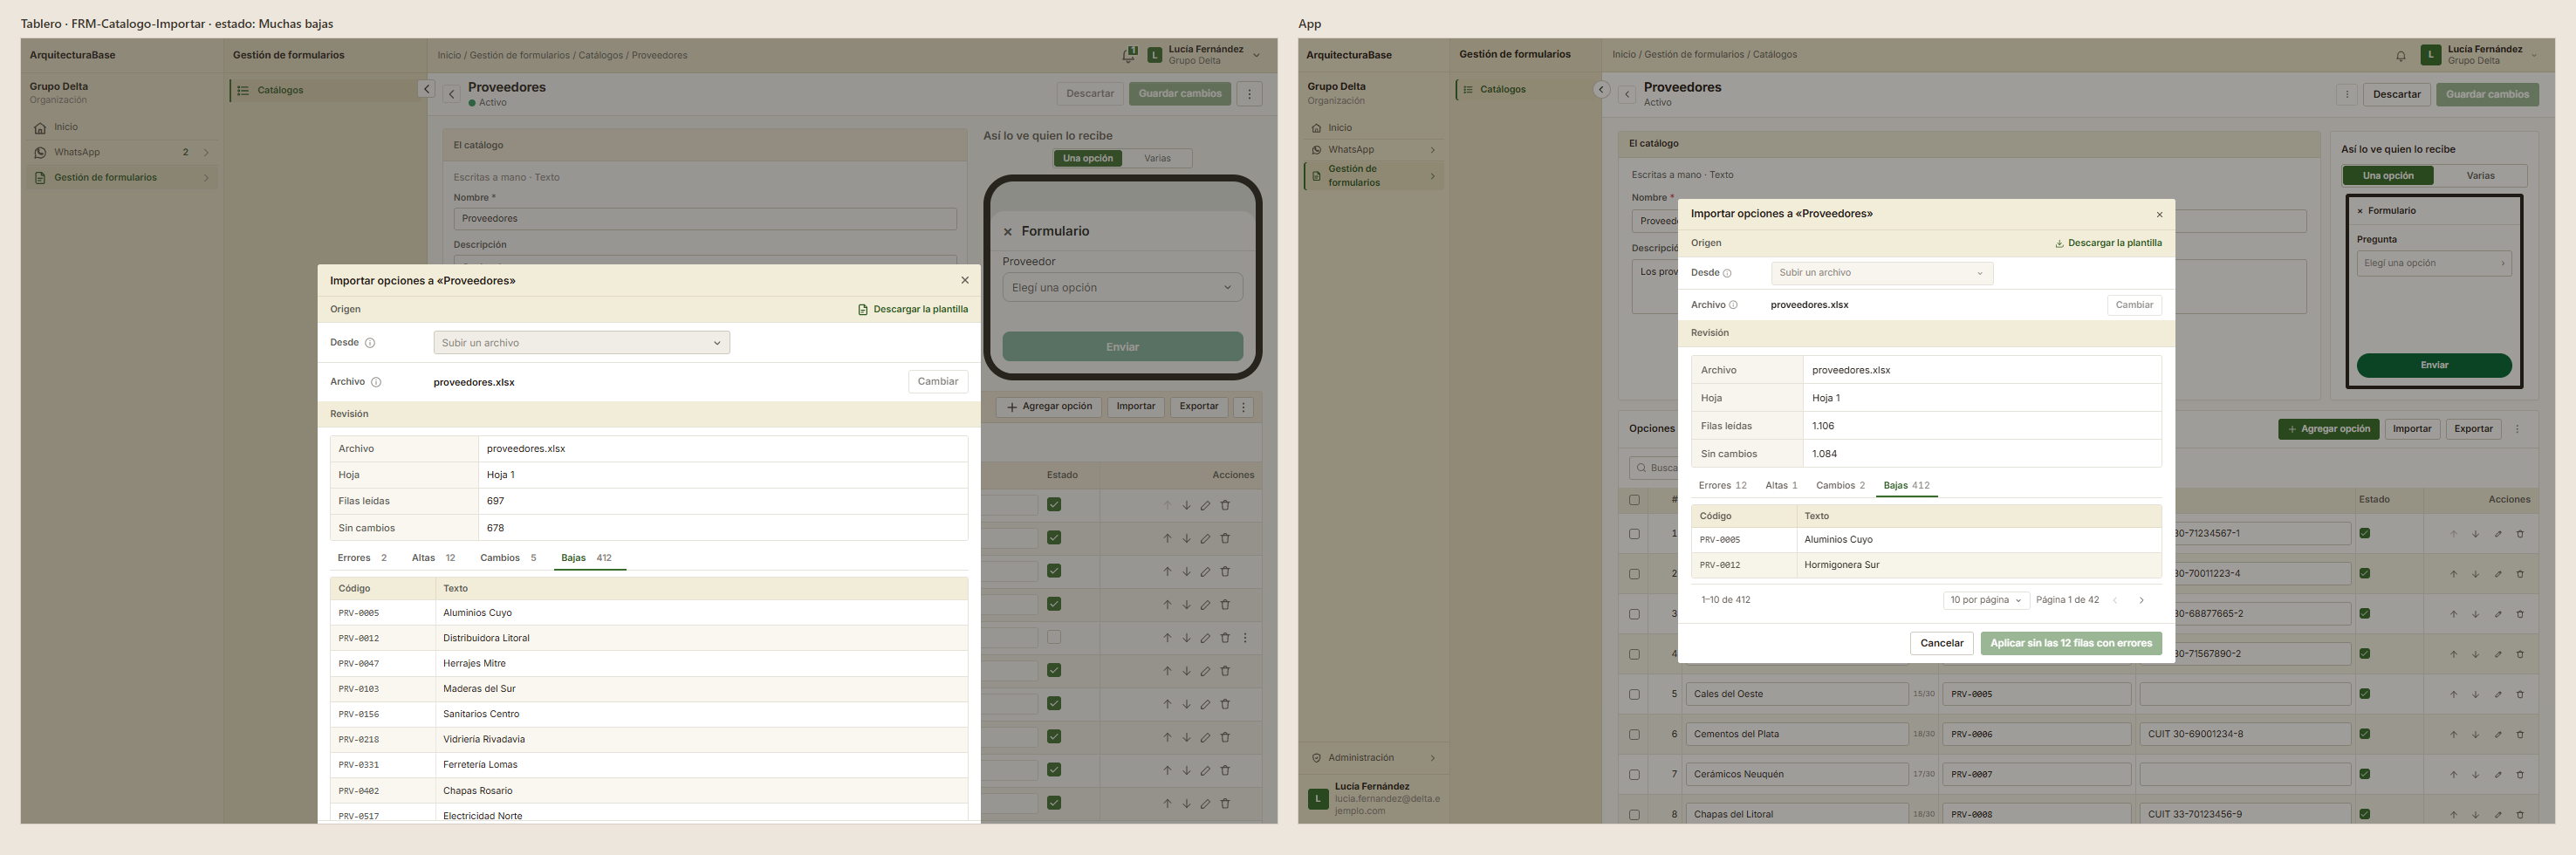 Tablero · FRM-Catalogo-Importar · estado: Muchas bajas
ArquitecturaBase
Gestión de formularios
Inicio / Gestión de formularios / Catálogos / Proveedores
1
L
Lucía Fernández
Grupo Delta
Grupo Delta
Organización
Catálogos
Proveedores
Activo
Descartar
Guardar cambios
Inicio
WhatsApp 2
Gestión de formularios
El catálogo
Escritas a mano · Texto
Nombre *
Proveedores
Descripción
Así lo ve quien lo recibe
Una opción
Varias
× Formulario
Proveedor
Elegí una opción
Enviar
Agregar opción
Importar
Exportar
Estado
Acciones
Importar opciones a «Proveedores»
Origen
Descargar la plantilla
Desde
Subir un archivo
Archivo
proveedores.xlsx
Cambiar
Revisión
Archivo proveedores.xlsx
Hoja Hoja 1
Filas leídas 697
Sin cambios 678
Errores 2 Altas 12 Cambios 5 Bajas 412
Código Texto
PRV-0005 Aluminios Cuyo
PRV-0012 Distribuidora Litoral
PRV-0047 Herrajes Mitre
PRV-0103 Maderas del Sur
PRV-0156 Sanitarios Centro
PRV-0218 Vidriería Rivadavia
PRV-0331 Ferretería Lomas
PRV-0402 Chapas Rosario
PRV-0517 Electricidad Norte
App
ArquitecturaBase
Gestión de formularios
Inicio / Gestión de formularios / Catálogos
L
Lucía Fernández
Grupo Delta
Grupo Delta
Organización
Catálogos
Proveedores
Activo
Descartar
Guardar cambios
Inicio
WhatsApp
Gestión de
formularios
El catálogo
Escritas a mano · Texto
Nombre *
Descripció
Los prov
Así lo ve quien lo recibe
Una opción
Varias
× Formulario
Pregunta
Elegí una opción
Enviar
Opciones
Agregar opción
Importar
Exportar
Busca
#
Estado
Acciones
1 30-71234567-1
2 30-70011223-4
3 30-68877665-2
4 30-71567890-2
5 Cales del Oeste 15/30 PRV-0005
6 Cementos del Plata 18/30 PRV-0006 CUIT 30-69001234-8
7 Cerámicos Neuquén 17/30 PRV-0007
8 Chapas del Litoral 18/30 PRV-0008 CUIT 33-70123456-9
Administración
L
Lucía Fernández
lucia.fernandez@delta.e
jemplo.com
Importar opciones a «Proveedores»
Origen
Descargar la plantilla
Desde
Subir un archivo
Archivo
proveedores.xlsx
Cambiar
Revisión
Archivo proveedores.xlsx
Hoja Hoja 1
Filas leídas 1.106
Sin cambios 1.084
Errores 12 Altas 1 Cambios 2 Bajas 412
Código Texto
PRV-0005 Aluminios Cuyo
PRV-0012 Hormigonera Sur
1–10 de 412
10 por página
Página 1 de 42
Cancelar
Aplicar sin las 12 filas con errores